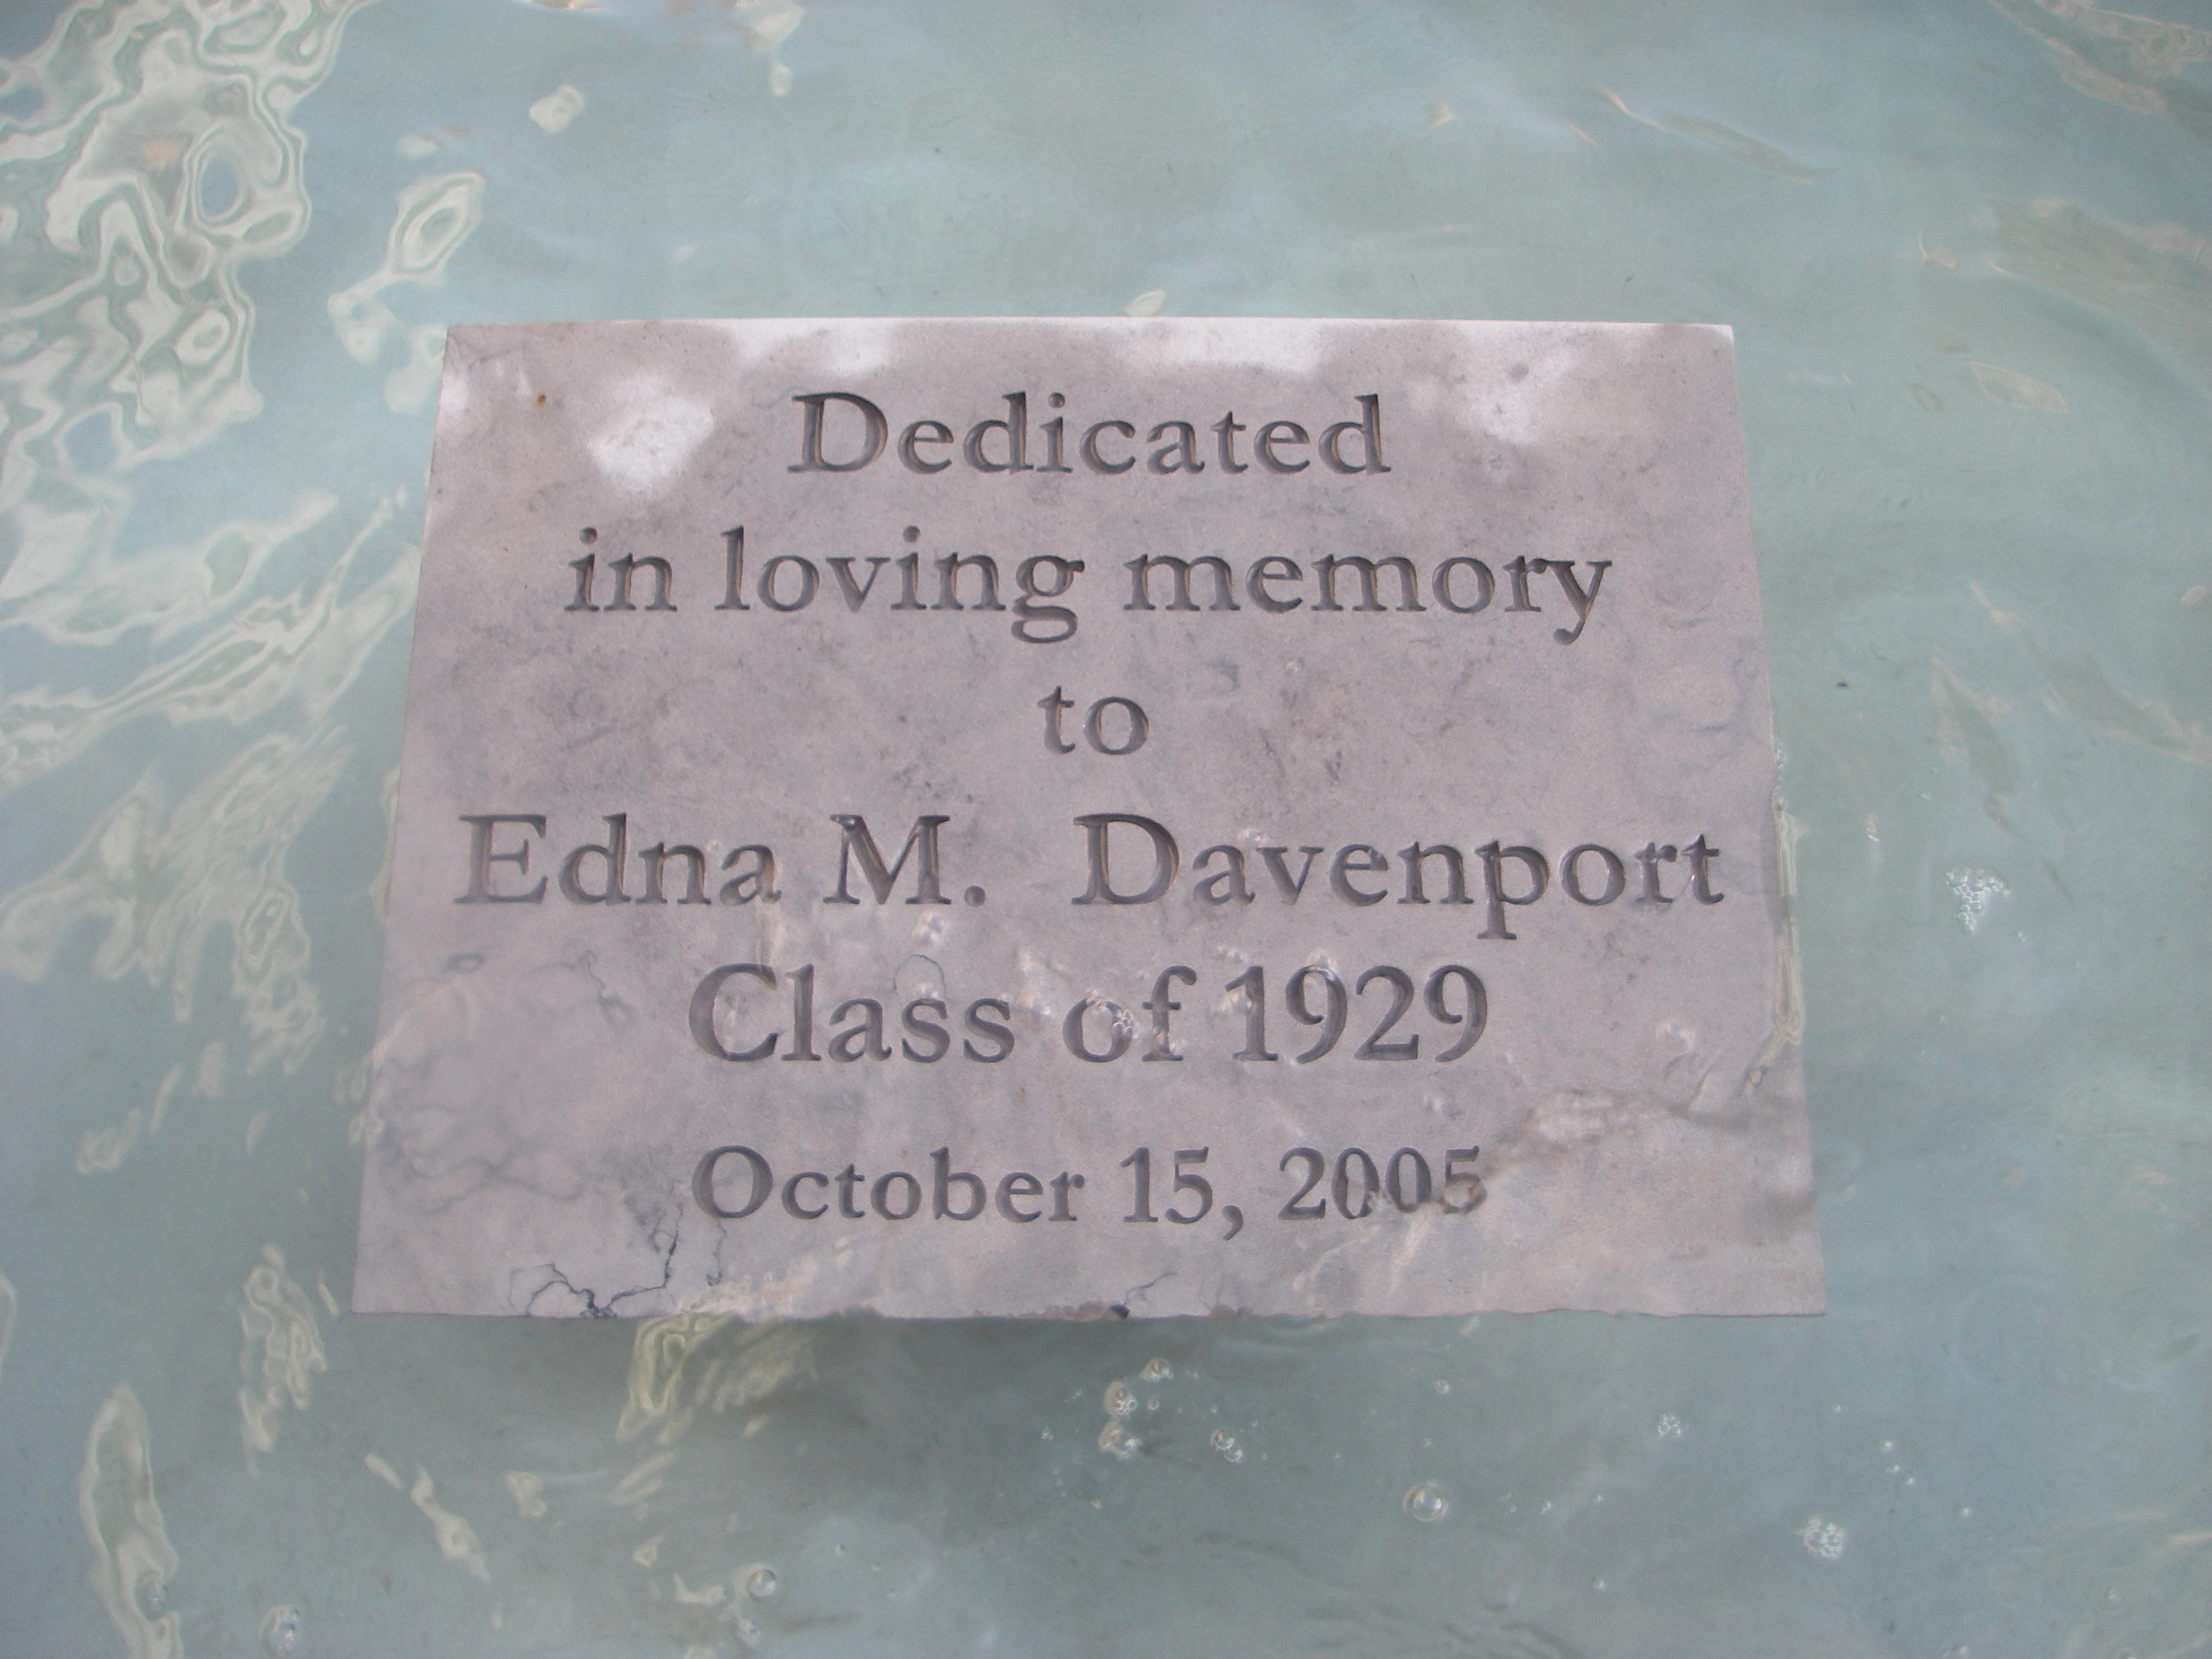 Dedicated
in loving memory
to
Edna M. Davenport
Class of 1929
October 15, 2005